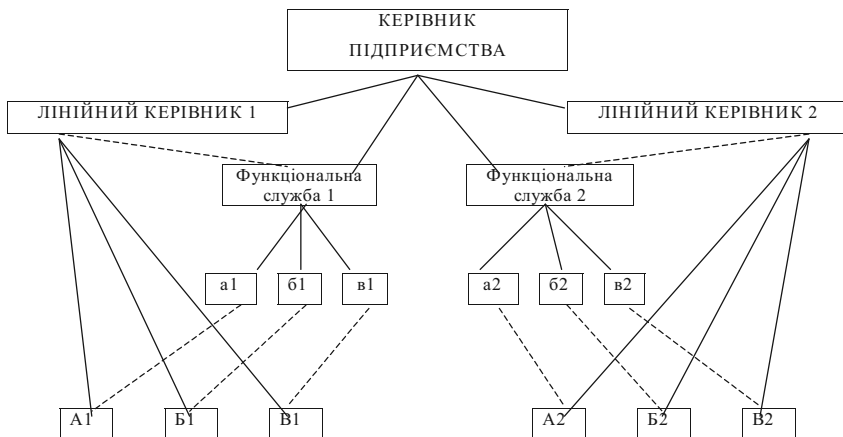 КЕРІВНИК
ПІДПРИЄМСТВА
ЛІНІЙНИЙ КЕРІВНИК 1
ЛІНІЙНИЙ КЕРІВНИК 2
Функціональна
служба 1
Функціональна
служба 2
а1
б1
в1
а2
б2
в2
А1
Б1
В1
А2
Б2
В2